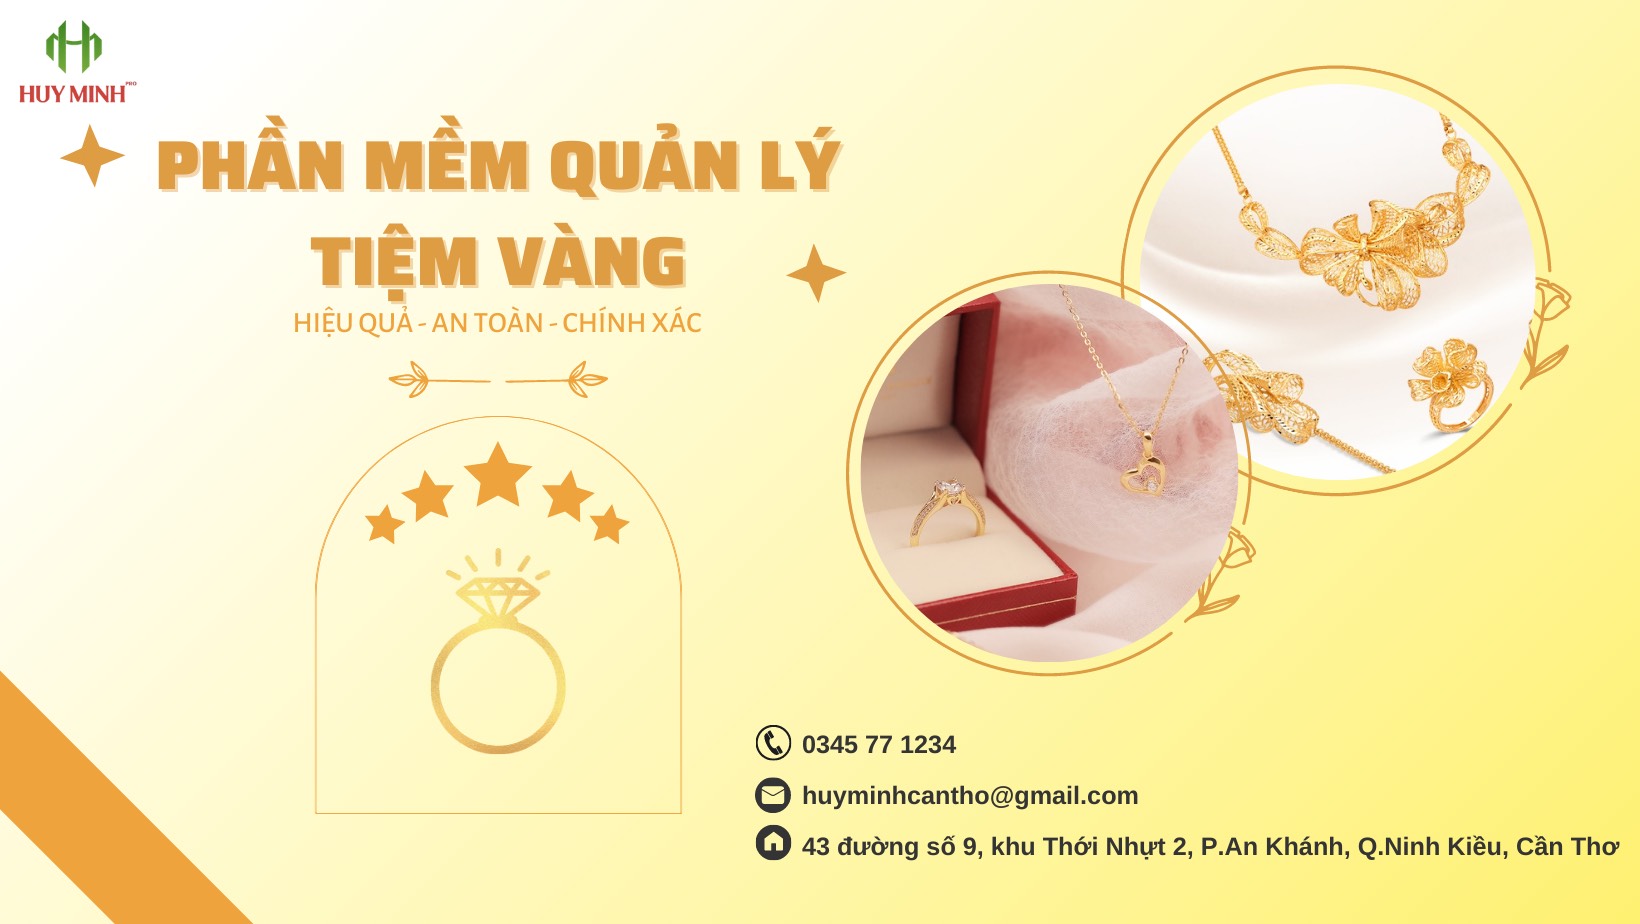 HUY MINH PRO
PHẦN MỀM QUẢN LÝ
TIỆM VÀNG
HIỆU QUẢ - AN TOÀN - CHÍNH XÁC
0345 77 1234
huyminhcantho@gmail.com
43 đường số 9, khu Thới Nhựt 2, P.An Khánh, Q.Ninh Kiều, Cần Thơ